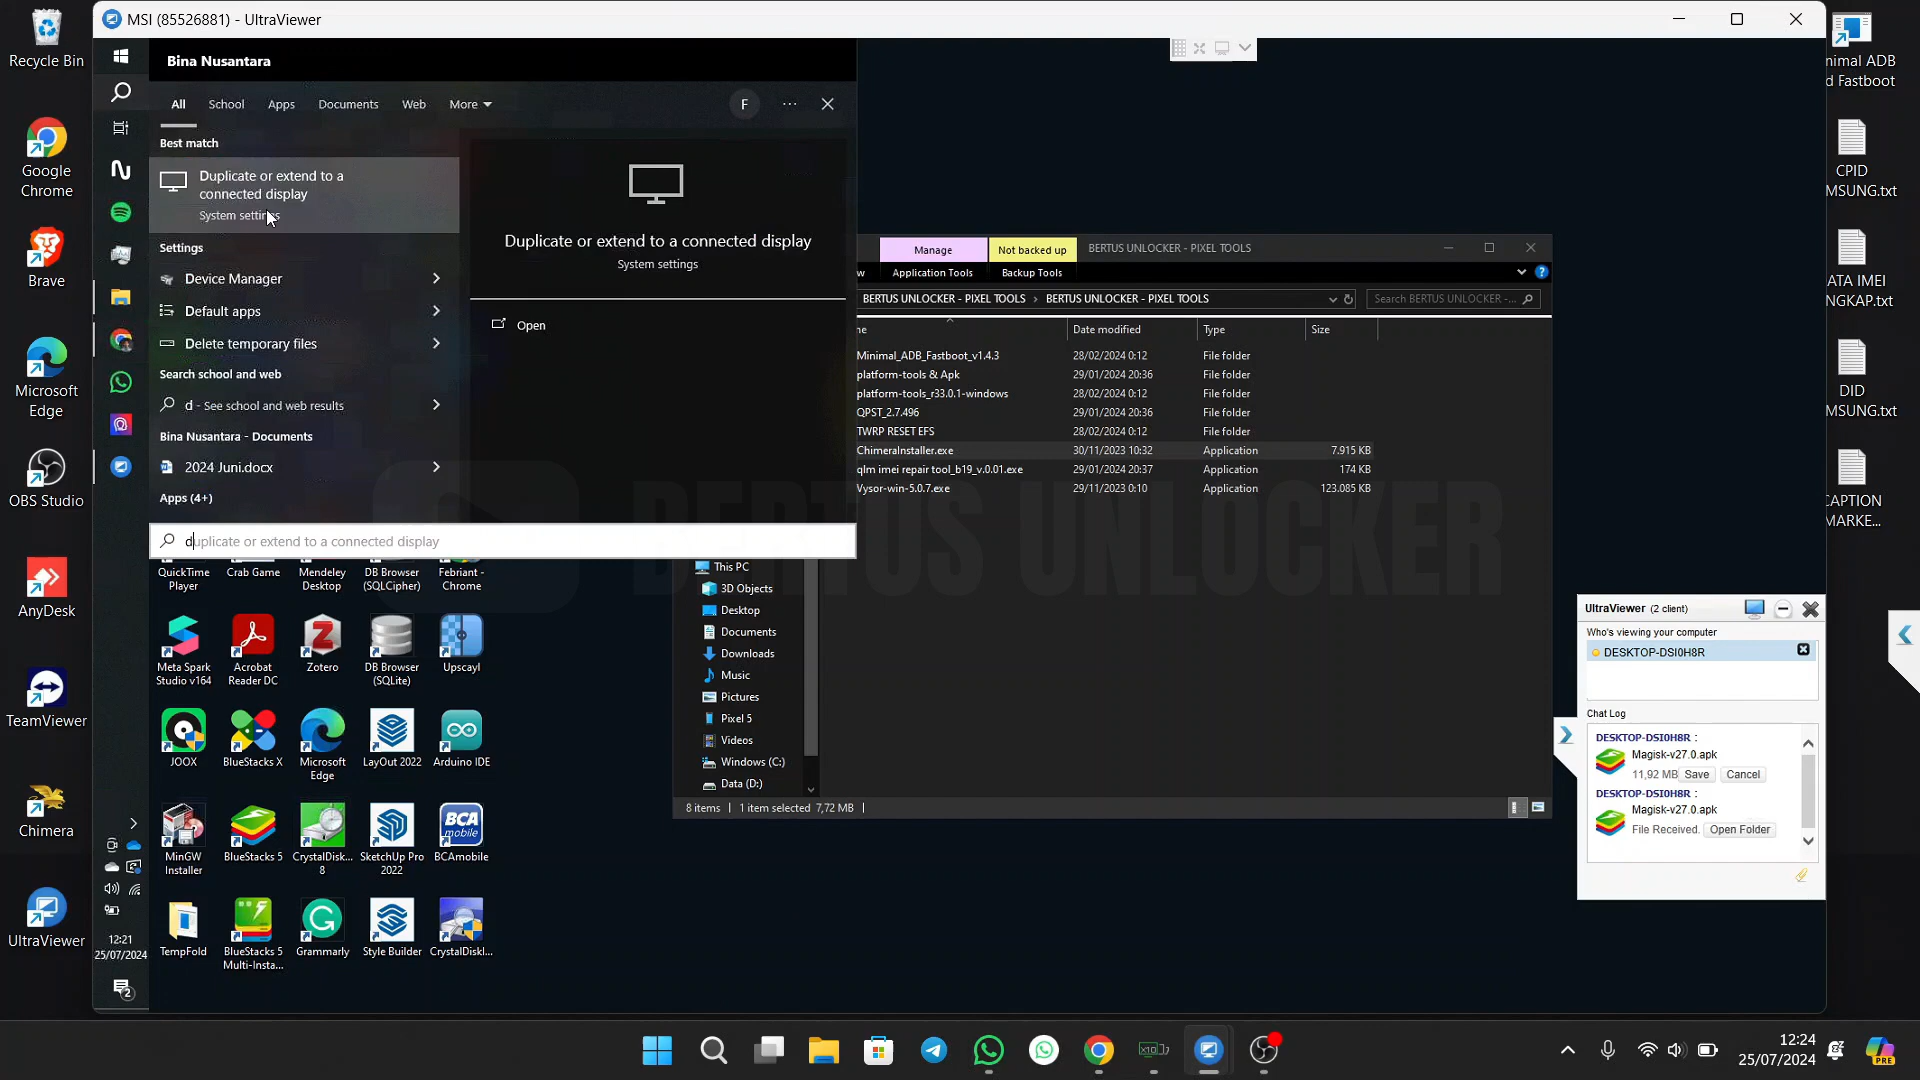 MSI (85526881) - UltraViewer
Recycle Bin
Google
Chrome
Brave
Microsoft
Edge
OBS Studio
AnyDesk
TeamViewer
Chimera
UltraViewer
Bina Nusantara
All
School
Apps
Documents
Web
More
F
Best match
Duplicate or extend to a
connected display
System settings
Settings
Device Manager
Default apps
Delete temporary files
Search school and web
d - See school and web results
Bina Nusantara - Documents
2024 Juni.docx
Apps (4+)
duplicate or extend to a connected display
Duplicate or extend to a connected display
System settings
Open
Manage
Not backed up
BERTUS UNLOCKER - PIXEL TOOLS
w
Application Tools
Backup Tools
BERTUS UNLOCKER - PIXEL TOOLS
BERTUS UNLOCKER - PIXEL TOOLS
Search BERTUS UNLOCKER -...
ne
Date modified
Type
Size
Minimal_ADB_Fastboot_v1.4.3 28/02/2024 0:12 File folder
platform-tools & Apk 29/01/2024 20:36 File folder
platform-tools_r33.0.1-windows 28/02/2024 0:12 File folder
QPST_2.7.496 29/01/2024 20:36 File folder
TWRP RESET EFS 28/02/2024 0:12 File folder
ChimeraInstaller.exe 30/11/2023 10:32 Application 7.915 KB
qlm imei repair tool_b19_v.0.01.exe 29/01/2024 20:37 Application 174 KB
Vysor-win-5.0.7.exe 29/11/2023 0:10 Application 123.085 KB
BERTUS UNLOCKER
This PC
3D Objects
Desktop
Documents
Downloads
Music
Pictures
Pixel 5
Videos
Windows (C:)
Data (D:)
8 items
1 item selected 7,72 MB
QuickTime
Player
Crab Game
Mendeley
Desktop
DB Browser
(SQLCipher)
Febriant -
Chrome
Meta Spark
Studio v164
Acrobat
Reader DC
Zotero
DB Browser
(SQLite)
Upscayl
JOOX
BlueStacks X
Microsoft
Edge
LayOut 2022
Arduino IDE
MinGW
Installer
BlueStacks 5
CrystalDisk...
8
SketchUp Pro
2022
BCA
mobile
BCAmobile
TempFold
BlueStacks 5
Multi-Insta...
Grammarly
Style Builder
CrystalDiskI...
12:21
25/07/2024
2
UltraViewer (2 client)
Who's viewing your computer
DESKTOP-DSI0H8R
Chat Log
DESKTOP-DSI0H8R :
Magisk-v27.0.apk
11,92 MB
Save
Cancel
DESKTOP-DSI0H8R :
Magisk-v27.0.apk
File Received.
Open Folder
nimal ADB
d Fastboot
CPID
MSUNG.txt
ATA IMEI
NGKAP.txt
DID
MSUNG.txt
CAPTION
MARKE...
12:24
25/07/2024
PRE